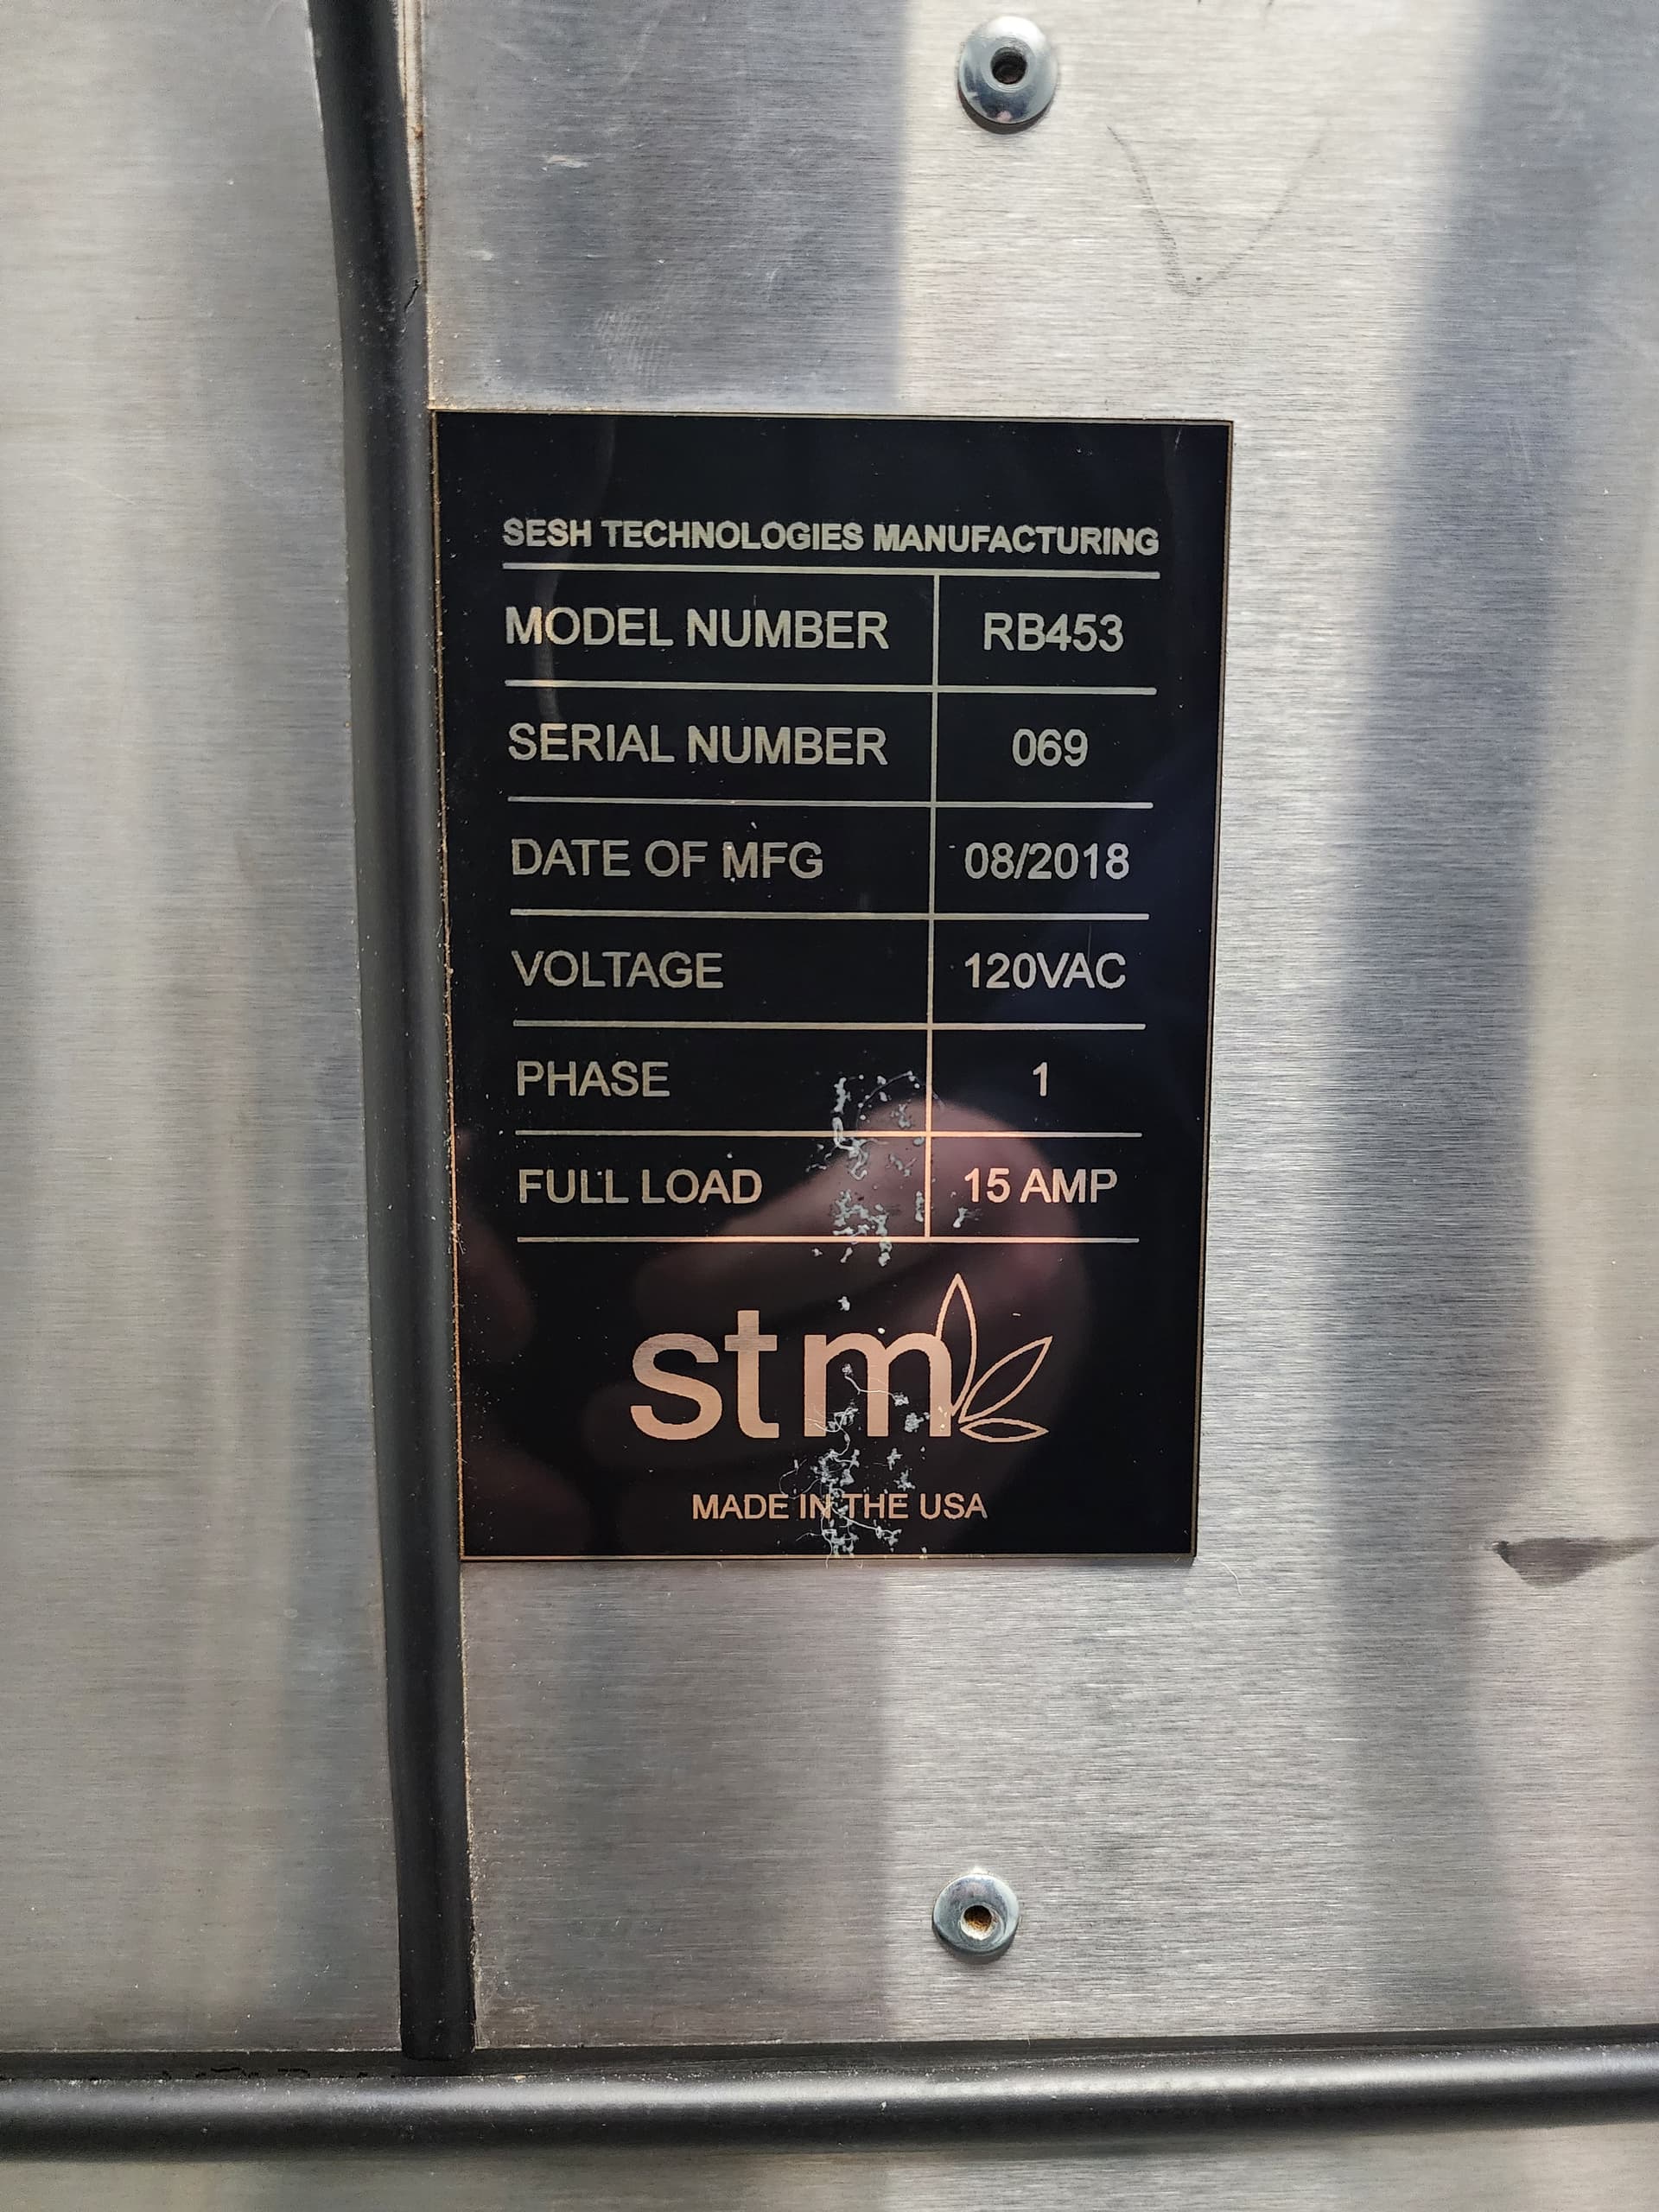 SESH TECHNOLOGIES MANUFACTURING
MODEL NUMBER RB453
SERIAL NUMBER 069
DATE OF MFG 08/2018
VOLTAGE 120VAC
PHASE 1
FULL LOAD 15 AMP
stm
MADE IN THE USA